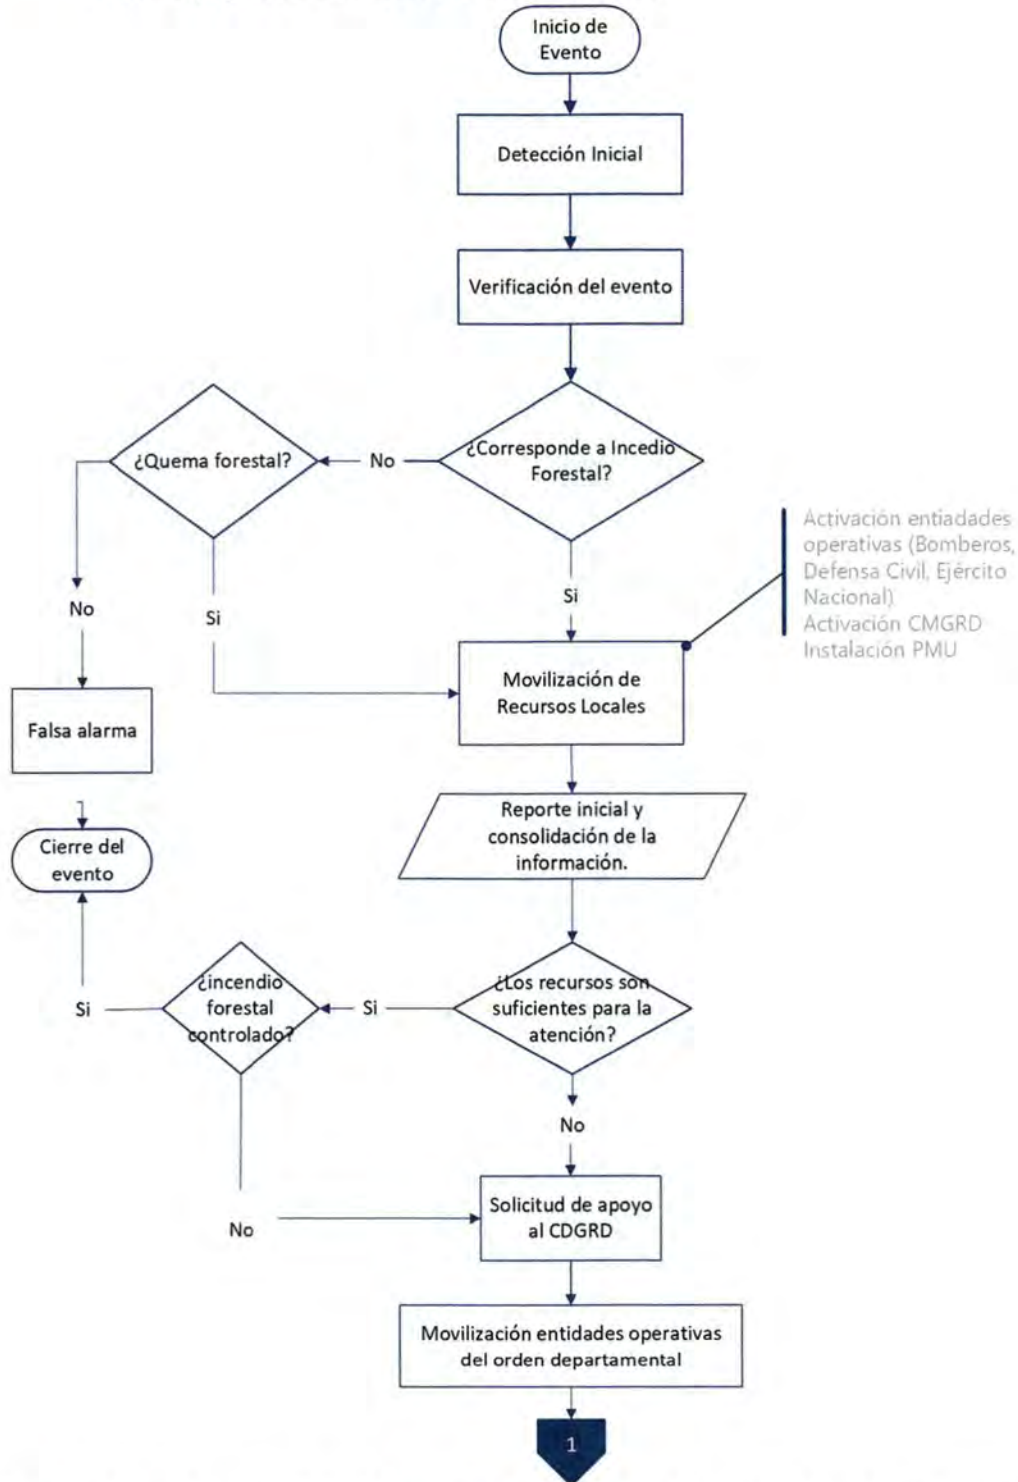 Inicio de
Evento
Detección Inicial
Verificación del evento
¿Quema forestal?
No
¿Corresponde a Incedio
Forestal?
Activación entiadades
operativas (Bomberos,
Defensa Civil, Ejército
Nacional)
Activación CMGRD
Instalación PMU
No
Si
Si
Movilización de
Recursos Locales
Falsa alarma
Reporte inicial y
consolidación de la
información.
Cierre del
evento
¿incendio
forestal
controlado?
¿Los recursos son
suficientes para la
atención?
Si
Si
No
Solicitud de apoyo
al CDGRD
No
Movilización entidades operativas
del orden departamental
1